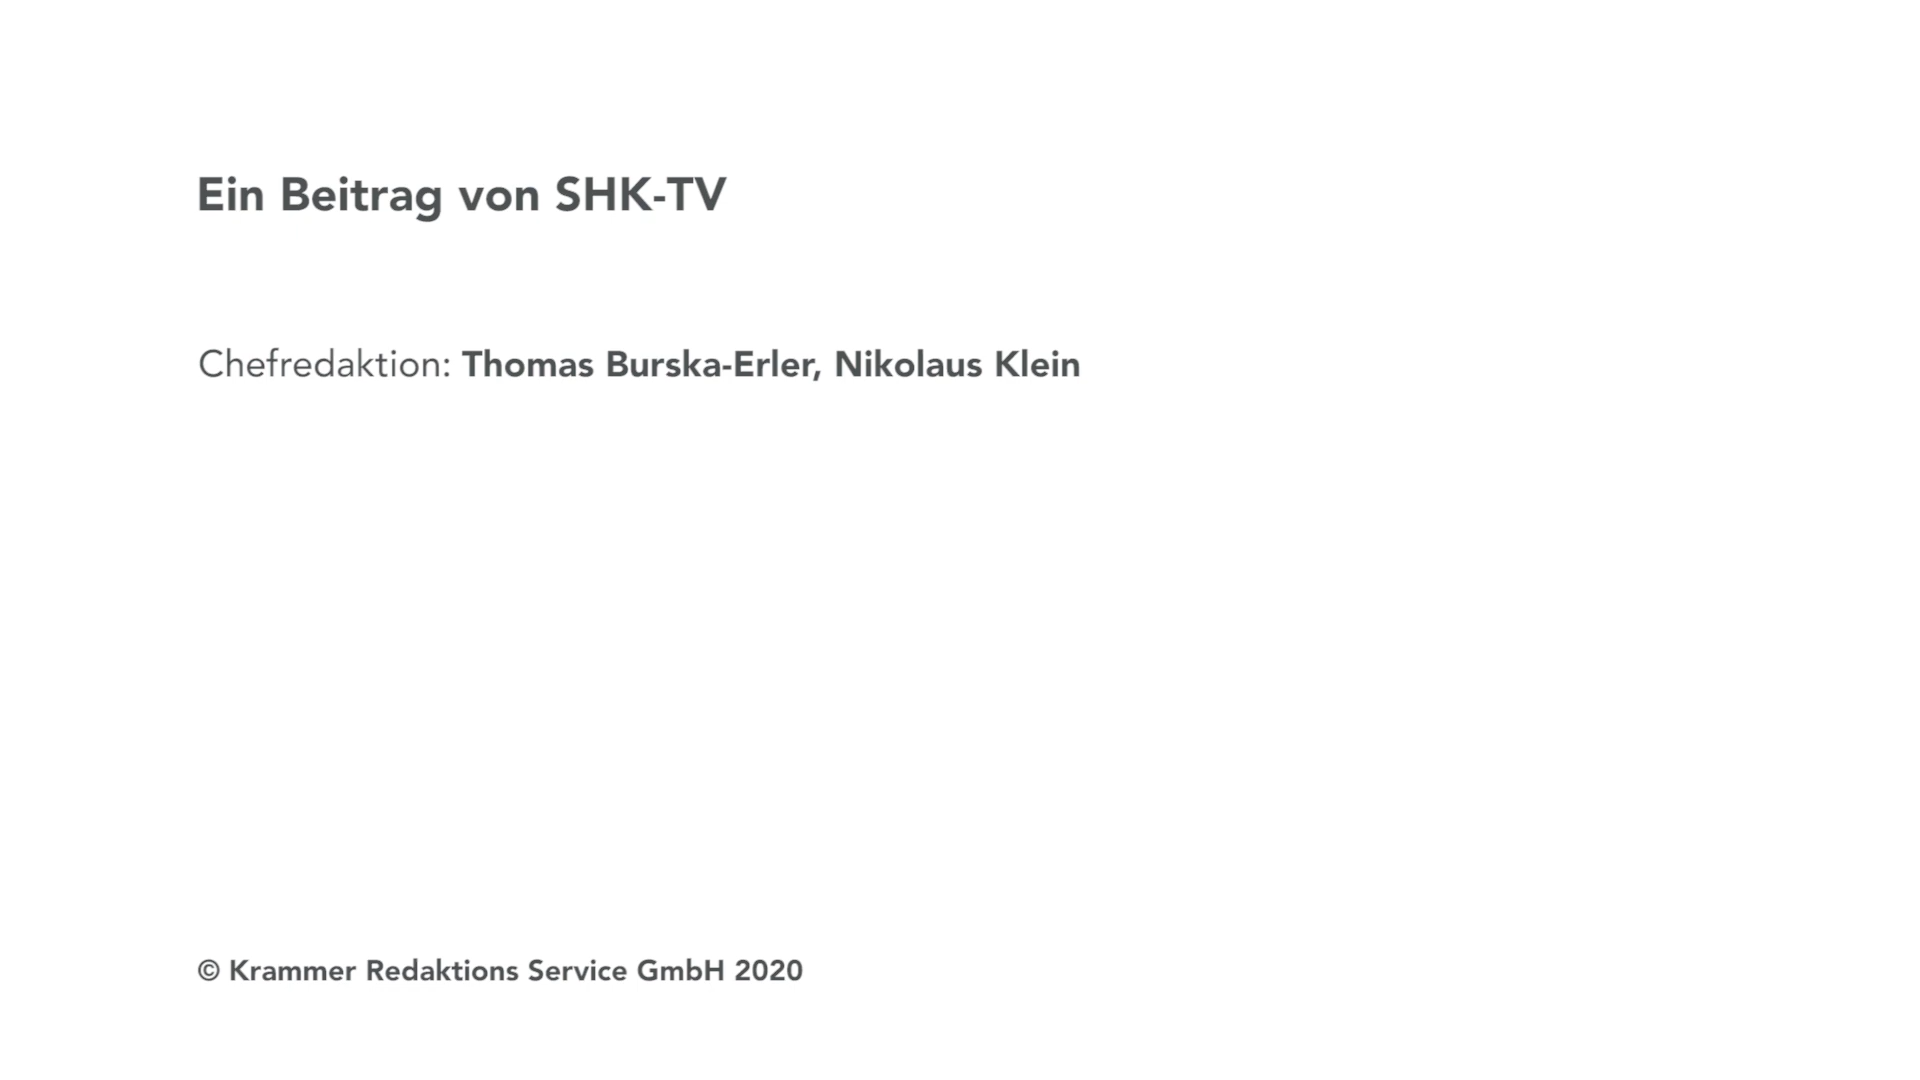 Ein Beitrag von SHK-TV
Chefredaktion: Thomas Burska-Erler, Nikolaus Klein
© Krammer Redaktions Service GmbH 2020